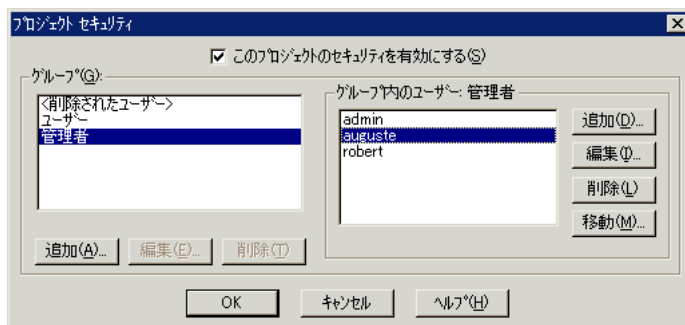 プロジェクト セキュリティ
このプロジェクトのセキュリティを有効にする(S)
グループ(G):
<削除されたユーザー>
ユーザー
管理者
グループ内のユーザー: 管理者
admin
auguste
robert
追加(D)...
編集(I)...
削除(L)
移動(M)...
追加(A)...
編集(E)...
削除(T)
OK
キャンセル
ヘルプ(H)